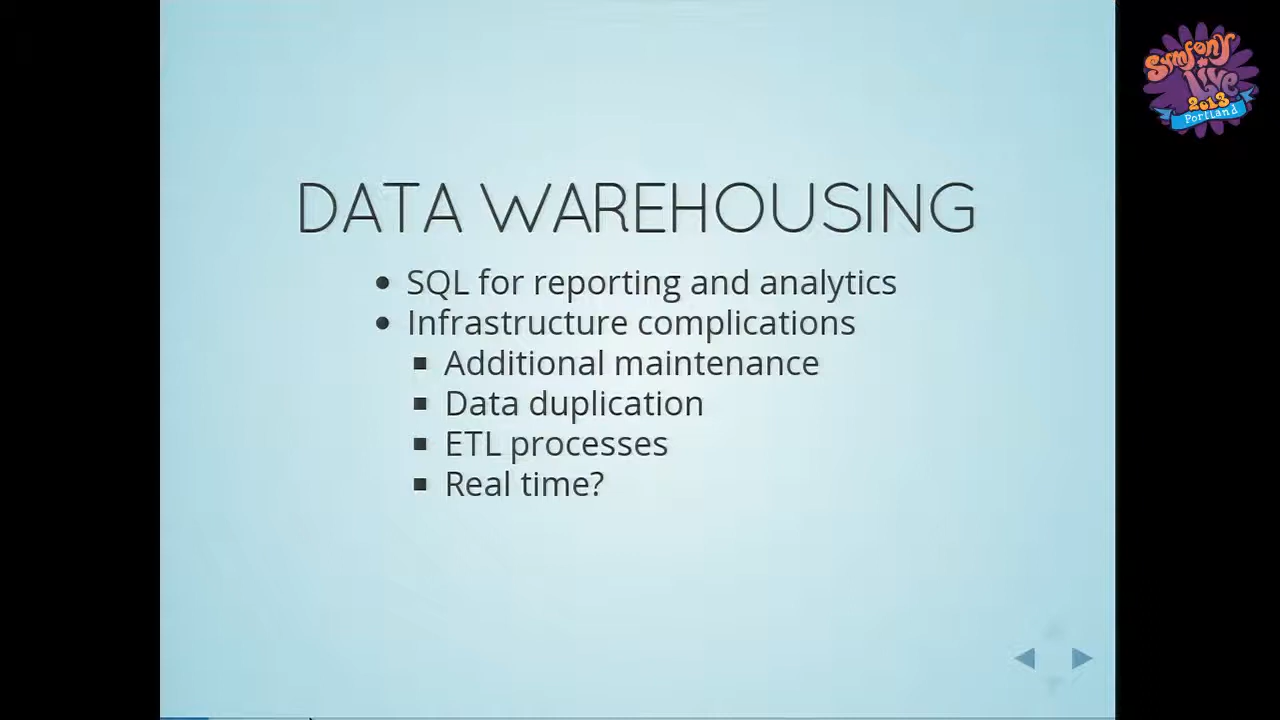 Symfony
Live
2013
Portland
DATA WAREHOUSING
SQL for reporting and analytics
Infrastructure complications
Additional maintenance
Data duplication
ETL processes
Real time?